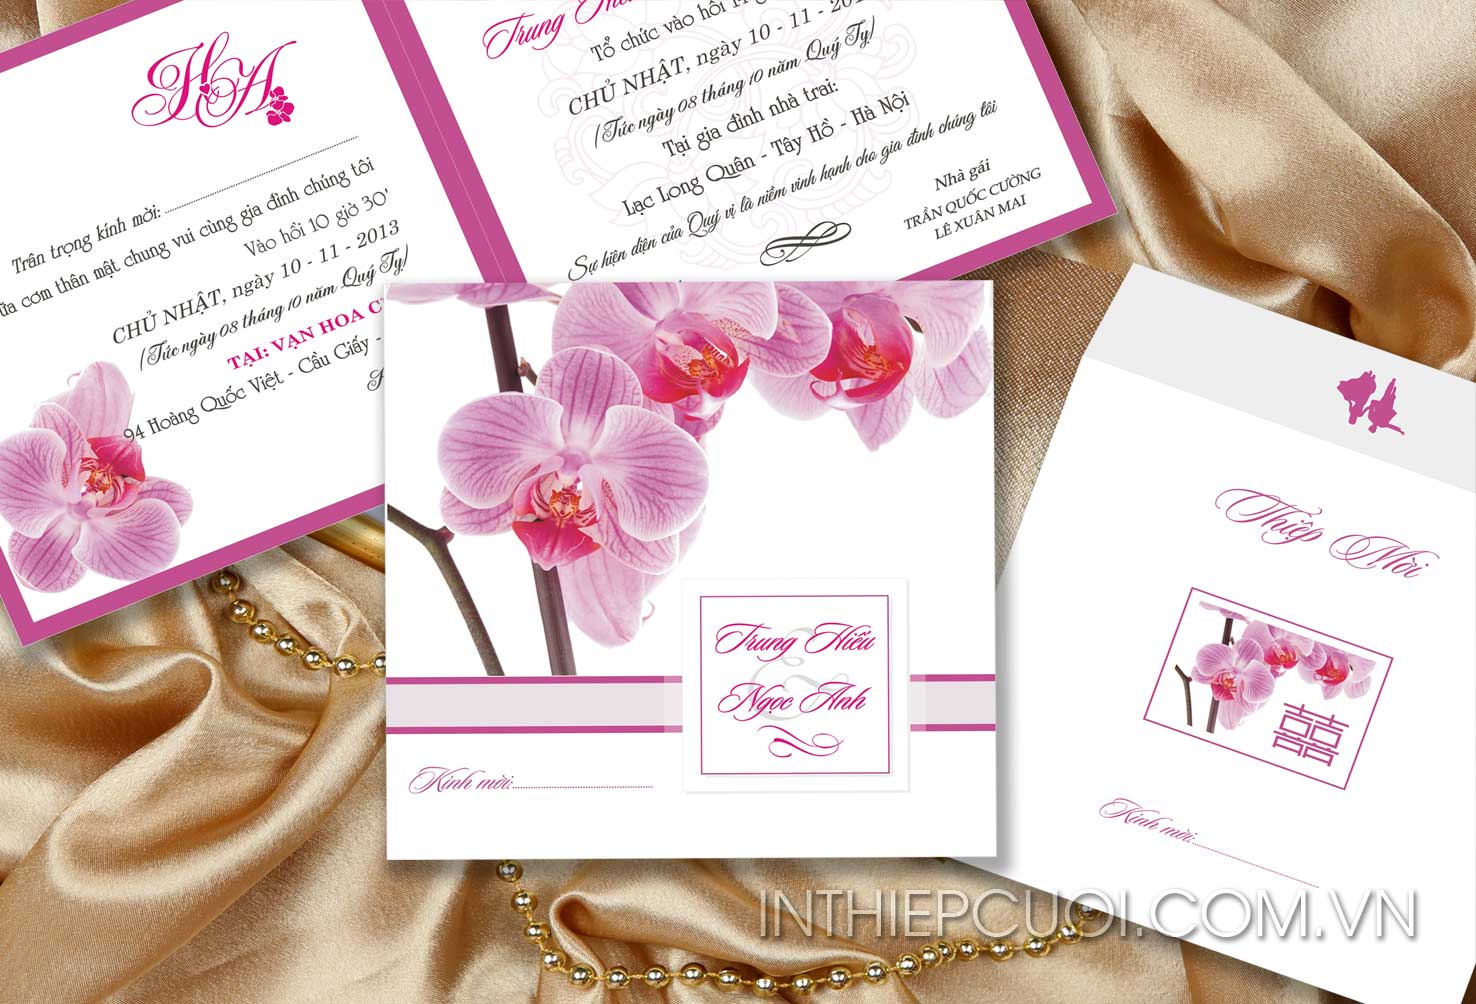 H A
Trân trọng kính mời:
cơm thân mật chung vui cùng gia đình chúng tôi
Vào hồi 10 giờ 30'
CHỦ NHẬT, ngày 10 - 11 - 2013
(Tức ngày 08 tháng 10 năm Quý Tỵ)
TẠI: VẠN HOA
94 Hoàng Quốc Việt - Cầu Giấy -
Trung
Tổ chức vào hồi
CHỦ NHẬT, ngày 10 - 11 - 201
(Tức ngày 08 tháng 10 năm Quý Tỵ)
Tại gia đình nhà trai:
Lạc Long Quân - Tây Hồ - Hà Nội
Sự hiện diện của Quý vị là niềm vinh hạnh cho gia đình chúng tôi
Nhà gái
TRẦN QUỐC CƯỜNG
LÊ XUÂN MAI
Trung Hiếu
&
Ngọc Anh
Kính mời:
Thiệp Mời
囍
Kính mời:
INTHIEPCUOI.COM.VN